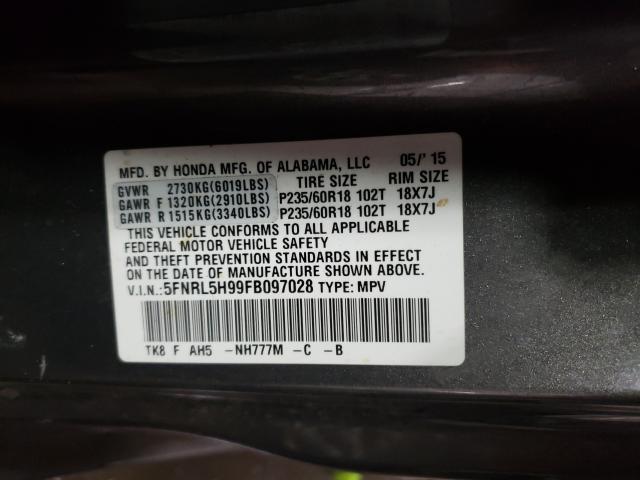 MFD. BY HONDA MFG. OF ALABAMA, LLC 05/'15
GVWR 2730KG(6019LBS) TIRE SIZE RIM SIZE
GAWR F 1320KG(2910LBS) P235/60R18 102T 18X7J
GAWR R 1515KG(3340LBS) P235/60R18 102T 18X7J
THIS VEHICLE CONFORMS TO ALL APPLICABLE
FEDERAL MOTOR VEHICLE SAFETY
AND THEFT PREVENTION STANDARDS IN EFFECT
ON THE DATE OF MANUFACTURE SHOWN ABOVE.
V.I.N.:5FNRL5H99FB097028 TYPE: MPV
TK8 F AH5 -NH777M -C -B